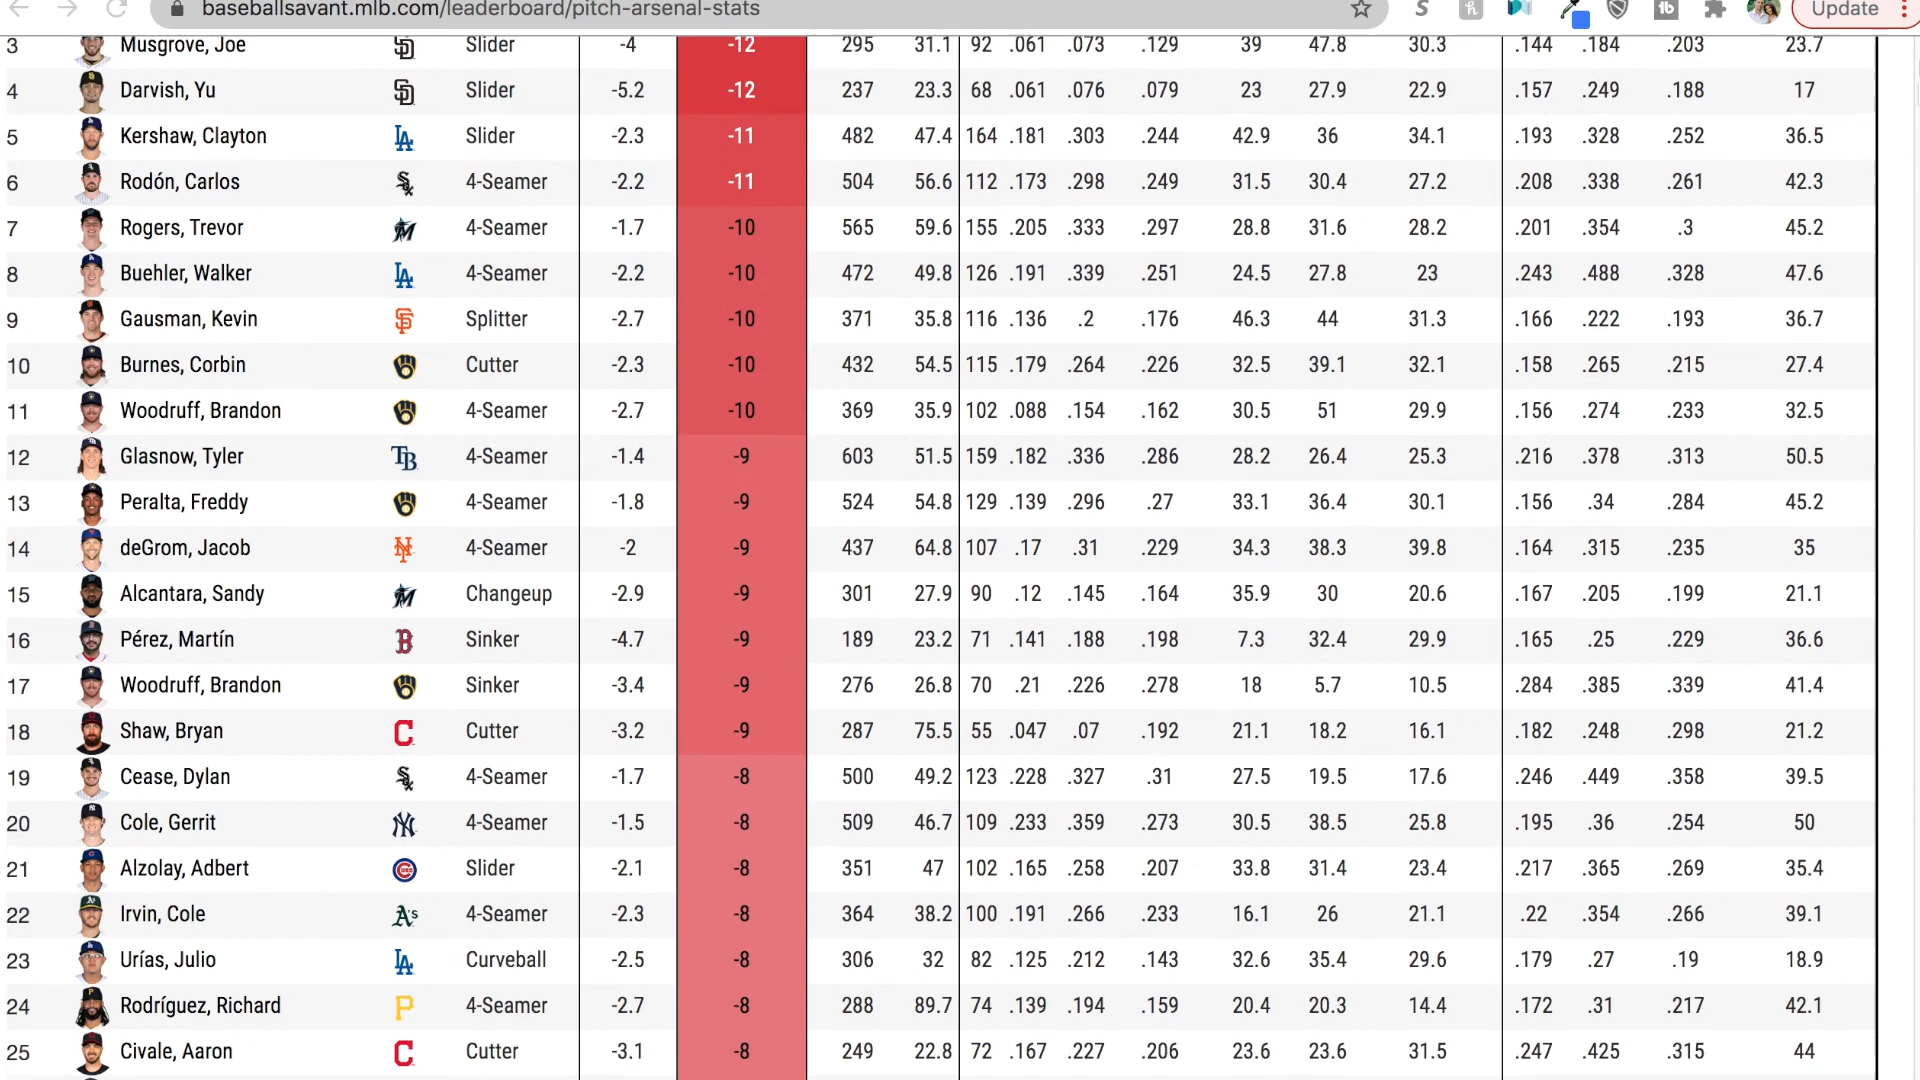 baseballsavant.mlb.com/leaderboard/pitch-arsenal-stats Update
3 Musgrove, Joe Slider -4 -12 295 31.1 92 .061 .073 .129 39 47.8 30.3 .144 .184 .203 23.7
4 Darvish, Yu Slider -5.2 -12 237 23.3 68 .061 .076 .079 23 27.9 22.9 .157 .249 .188 17
5 Kershaw, Clayton LA Slider -2.3 -11 482 47.4 164 .181 .303 .244 42.9 36 34.1 .193 .328 .252 36.5
6 Rodón, Carlos 4-Seamer -2.2 -11 504 56.6 112 .173 .298 .249 31.5 30.4 27.2 .208 .338 .261 42.3
7 Rogers, Trevor 4-Seamer -1.7 -10 565 59.6 155 .205 .333 .297 28.8 31.6 28.2 .201 .354 .3 45.2
8 Buehler, Walker LA 4-Seamer -2.2 -10 472 49.8 126 .191 .339 .251 24.5 27.8 23 .243 .488 .328 47.6
9 Gausman, Kevin SF Splitter -2.7 -10 371 35.8 116 .136 .2 .176 46.3 44 31.3 .166 .222 .193 36.7
10 Burnes, Corbin Cutter -2.3 -10 432 54.5 115 .179 .264 .226 32.5 39.1 32.1 .158 .265 .215 27.4
11 Woodruff, Brandon 4-Seamer -2.7 -10 369 35.9 102 .088 .154 .162 30.5 51 29.9 .156 .274 .233 32.5
12 Glasnow, Tyler TB 4-Seamer -1.4 -9 603 51.5 159 .182 .336 .286 28.2 26.4 25.3 .216 .378 .313 50.5
13 Peralta, Freddy 4-Seamer -1.8 -9 524 54.8 129 .139 .296 .27 33.1 36.4 30.1 .156 .34 .284 45.2
14 deGrom, Jacob NY 4-Seamer -2 -9 437 64.8 107 .17 .31 .229 34.3 38.3 39.8 .164 .315 .235 35
15 Alcantara, Sandy Changeup -2.9 -9 301 27.9 90 .12 .145 .164 35.9 30 20.6 .167 .205 .199 21.1
16 Pérez, Martín B Sinker -4.7 -9 189 23.2 71 .141 .188 .198 7.3 32.4 29.9 .165 .25 .229 36.6
17 Woodruff, Brandon Sinker -3.4 -9 276 26.8 70 .21 .226 .278 18 5.7 10.5 .284 .385 .339 41.4
18 Shaw, Bryan C Cutter -3.2 -9 287 75.5 55 .047 .07 .192 21.1 18.2 16.1 .182 .248 .298 21.2
19 Cease, Dylan 4-Seamer -1.7 -8 500 49.2 123 .228 .327 .31 27.5 19.5 17.6 .246 .449 .358 39.5
20 Cole, Gerrit NY 4-Seamer -1.5 -8 509 46.7 109 .233 .359 .273 30.5 38.5 25.8 .195 .36 .254 50
21 Alzolay, Adbert Slider -2.1 -8 351 47 102 .165 .258 .207 33.8 31.4 23.4 .217 .365 .269 35.4
22 Irvin, Cole A's 4-Seamer -2.3 -8 364 38.2 100 .191 .266 .233 16.1 26 21.1 .22 .354 .266 39.1
23 Urías, Julio LA Curveball -2.5 -8 306 32 82 .125 .212 .143 32.6 35.4 29.6 .179 .27 .19 18.9
24 Rodríguez, Richard P 4-Seamer -2.7 -8 288 89.7 74 .139 .194 .159 20.4 20.3 14.4 .172 .31 .217 42.1
25 Civale, Aaron C Cutter -3.1 -8 249 22.8 72 .167 .227 .206 23.6 23.6 31.5 .247 .425 .315 44